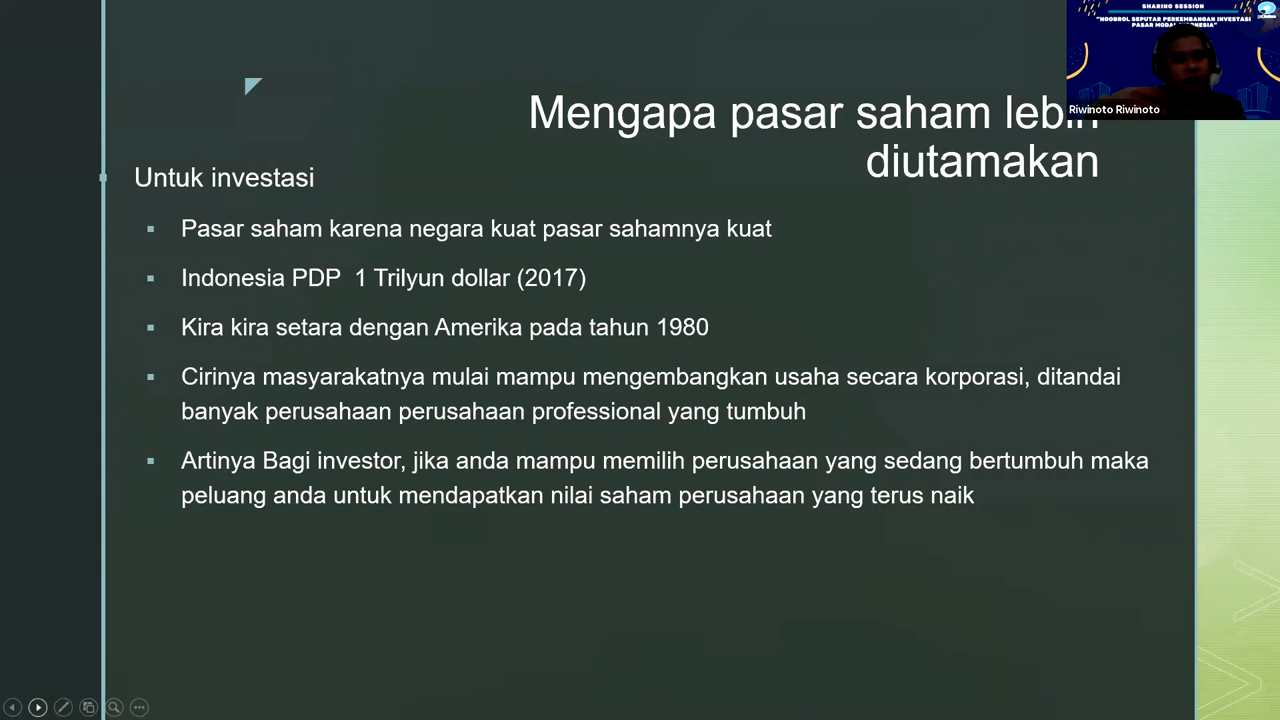 SHARING SESSION
"NGOBROL SEPUTAR PERKEMBANGAN INVESTASI
PASAR MODAL INDONESIA"
Riwinoto Riwinoto
Mengapa pasar saham lebih
diutamakan
Untuk investasi
Pasar saham karena negara kuat pasar sahamnya kuat
Indonesia PDP 1 Trilyun dollar (2017)
Kira kira setara dengan Amerika pada tahun 1980
Cirinya masyarakatnya mulai mampu mengembangkan usaha secara korporasi, ditandai
banyak perusahaan perusahaan professional yang tumbuh
Artinya Bagi investor, jika anda mampu memilih perusahaan yang sedang bertumbuh maka
peluang anda untuk mendapatkan nilai saham perusahaan yang terus naik